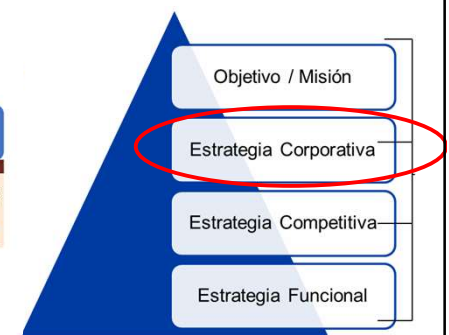 Objetivo / Misión
Estrategia Corporativa
Estrategia Competitiva
Estrategia Funcional